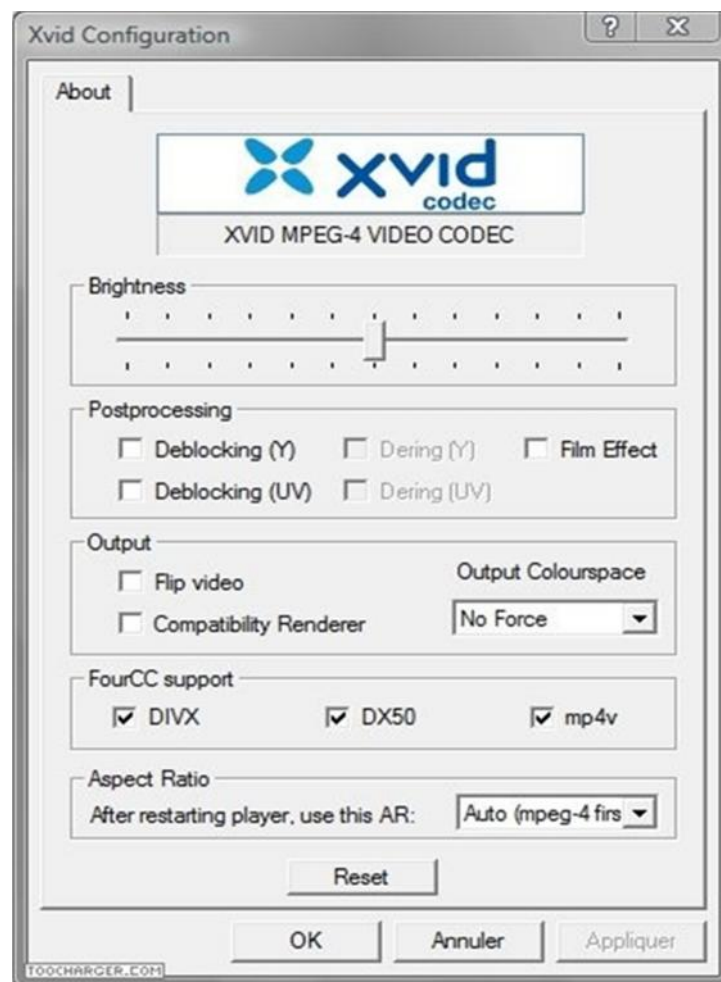 Xvid Configuration
About
xvid
codec
XVID MPEG-4 VIDEO CODEC
Brightness
Postprocessing
Deblocking (Y) Dering (Y) Film Effect
Deblocking (UV) Dering (UV)
Output
Flip video
Output Colourspace
Compatibility Renderer
No Force
FourCC support
DIVX DX50 mp4v
Aspect Ratio
After restarting player, use this AR: Auto (mpeg-4 firs
Reset
OK Annuler Appliquer
TOOCHARGER.COM